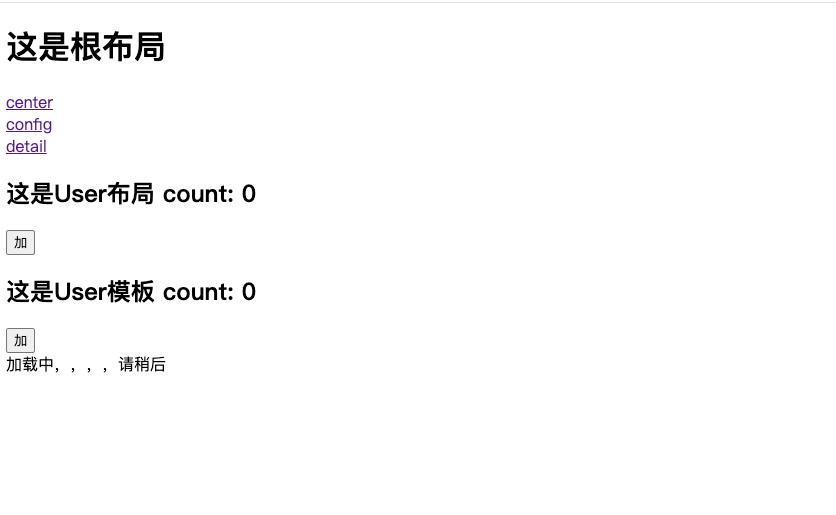 这是根布局
center
config
detail
这是User布局 count: 0
加
这是User模板 count: 0
加
加载中，，，，请稍后